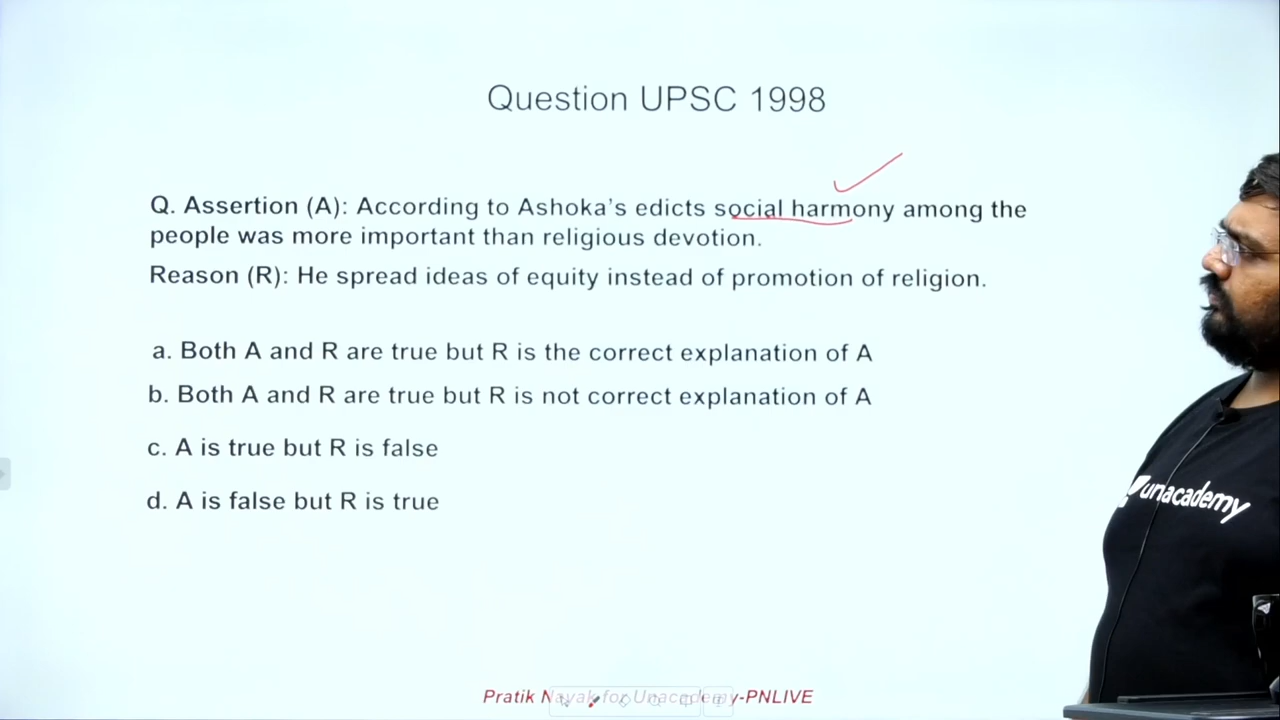 Question UPSC 1998
Q. Assertion (A): According to Ashoka's edicts social harmony among the
people was more important than religious devotion.
Reason (R): He spread ideas of equity instead of promotion of religion.
a. Both A and R are true but R is the correct explanation of A
b. Both A and R are true but R is not correct explanation of A
c. A is true but R is false
d. A is false but R is true
unacademy
Pratik Nayak for Unacademy-PNLIVE